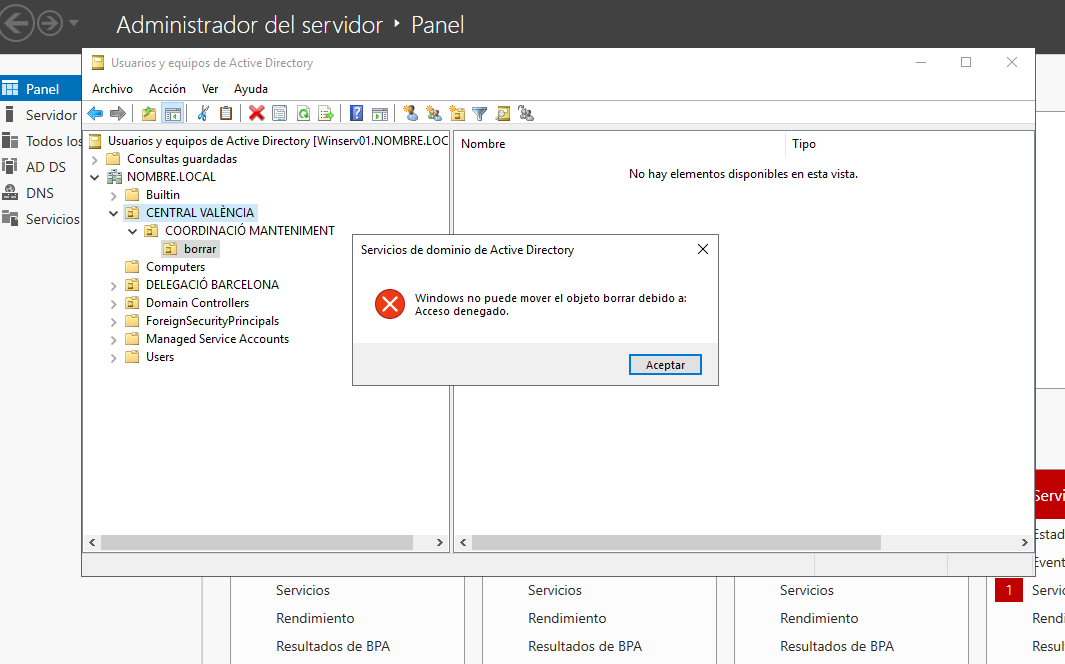 Administrador del servidor ‣ Panel
Usuarios y equipos de Active Directory
Archivo Acción Ver Ayuda
Panel
Servidor
Todos los
AD DS
DNS
Servicios
Usuarios y equipos de Active Directory [Winserv01.NOMBRE.LOC
Consultas guardadas
NOMBRE.LOCAL
Builtin
CENTRAL VALÈNCIA
COORDINACIÓ MANTENIMENT
borrar
Computers
DELEGACIÓ BARCELONA
Domain Controllers
ForeignSecurityPrincipals
Managed Service Accounts
Users
Nombre Tipo
No hay elementos disponibles en esta vista.
Servicios de dominio de Active Directory
Windows no puede mover el objeto borrar debido a:
Acceso denegado.
Aceptar
Servicios
Rendimiento
Resultados de BPA
Servicios
Rendimiento
Resultados de BPA
Servicios
Rendimiento
Resultados de BPA
Servi
Estad
Event
1 Servic
Rendi
Resul